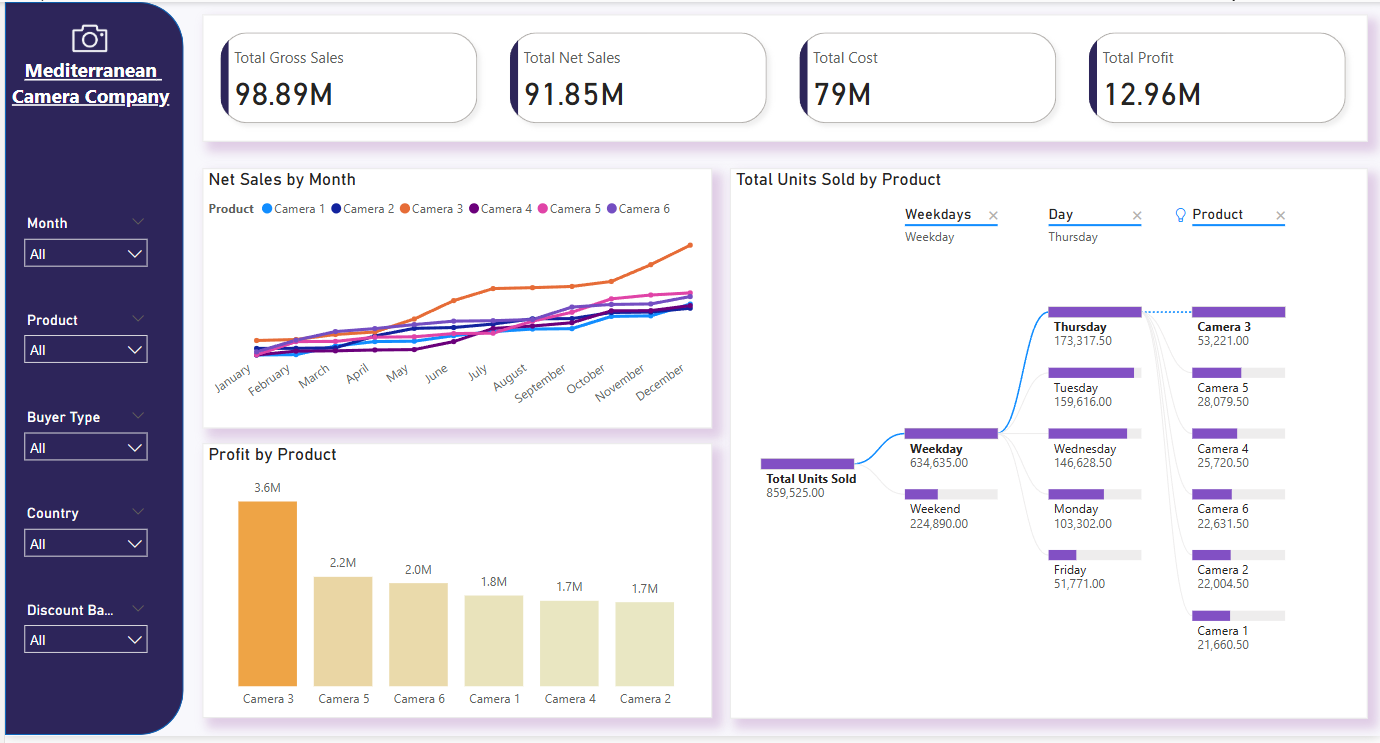 Mediterranean
Camera Company
Month
All
Product
All
Buyer Type
All
Country
All
Discount Ba...
All
Total Gross Sales
98.89M
Total Net Sales
91.85M
Total Cost
79M
Total Profit
12.96M
Net Sales by Month
Product Camera 1 Camera 2 Camera 3 Camera 4 Camera 5 Camera 6
January February March April May June July August September October November December
Profit by Product
3.6M
2.2M
2.0M
1.8M
1.7M
1.7M
Camera 3 Camera 5 Camera 6 Camera 1 Camera 4 Camera 2
Total Units Sold by Product
Weekdays
Weekday
Day
Thursday
Product
Total Units Sold
859,525.00
Weekday
634,635.00
Weekend
224,890.00
Thursday
173,317.50
Tuesday
159,616.00
Wednesday
146,628.50
Monday
103,302.00
Friday
51,771.00
Camera 3
53,221.00
Camera 5
28,079.50
Camera 4
25,720.50
Camera 6
22,631.50
Camera 2
22,004.50
Camera 1
21,660.50